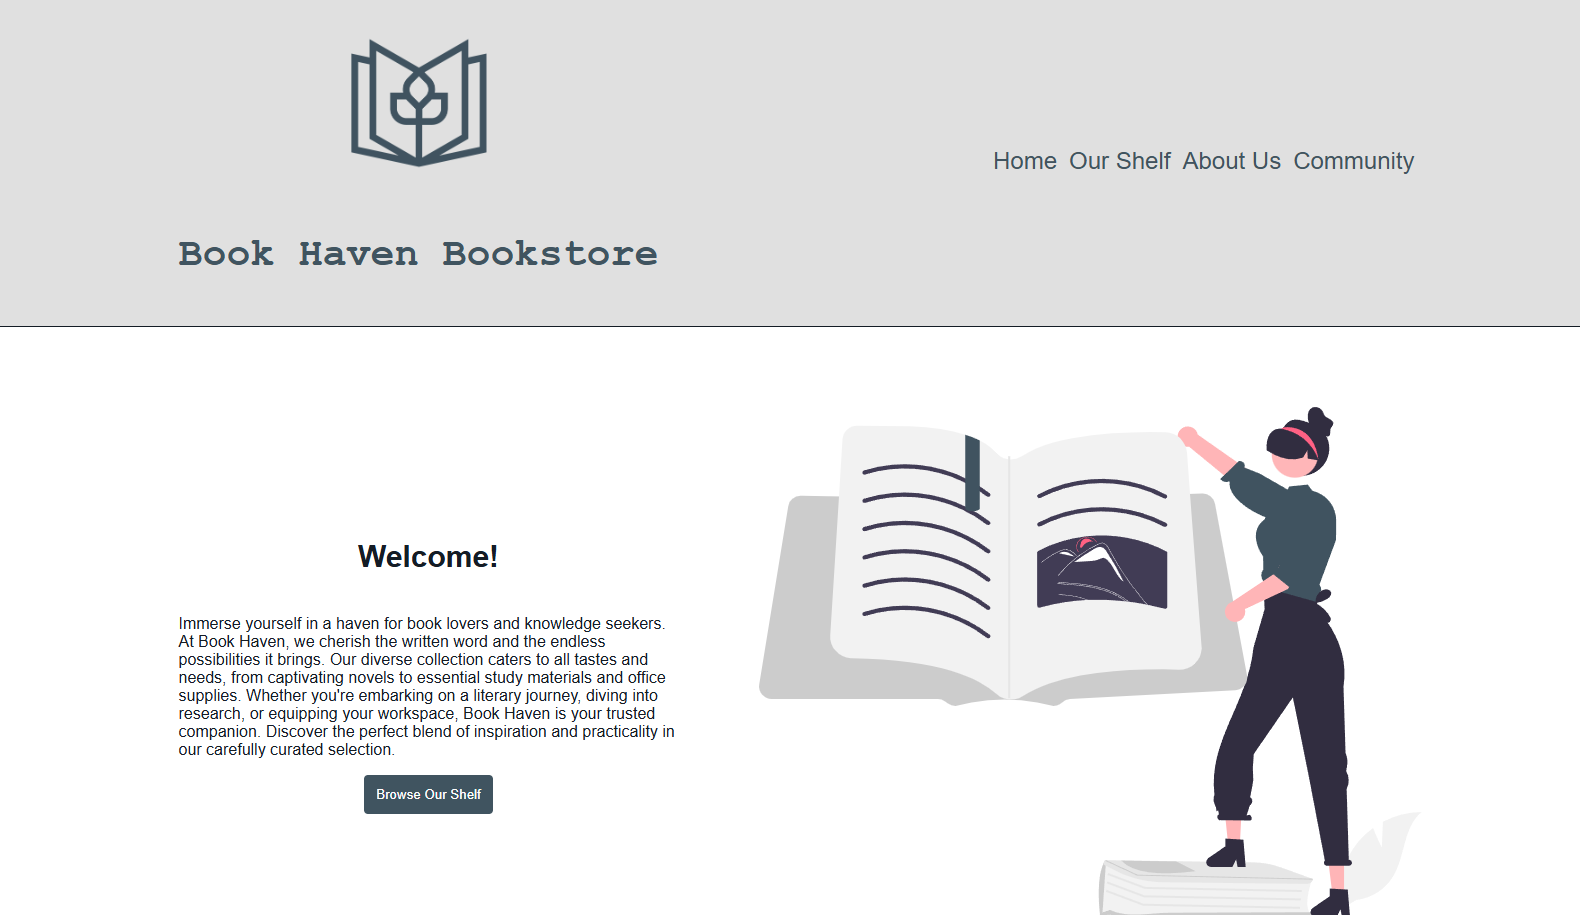 Home Our Shelf About Us Community
Book Haven Bookstore
Welcome!
Immerse yourself in a haven for book lovers and knowledge seekers.
At Book Haven, we cherish the written word and the endless
possibilities it brings. Our diverse collection caters to all tastes and
needs, from captivating novels to essential study materials and office
supplies. Whether you're embarking on a literary journey, diving into
research, or equipping your workspace, Book Haven is your trusted
companion. Discover the perfect blend of inspiration and practicality in
our carefully curated selection.
Browse Our Shelf